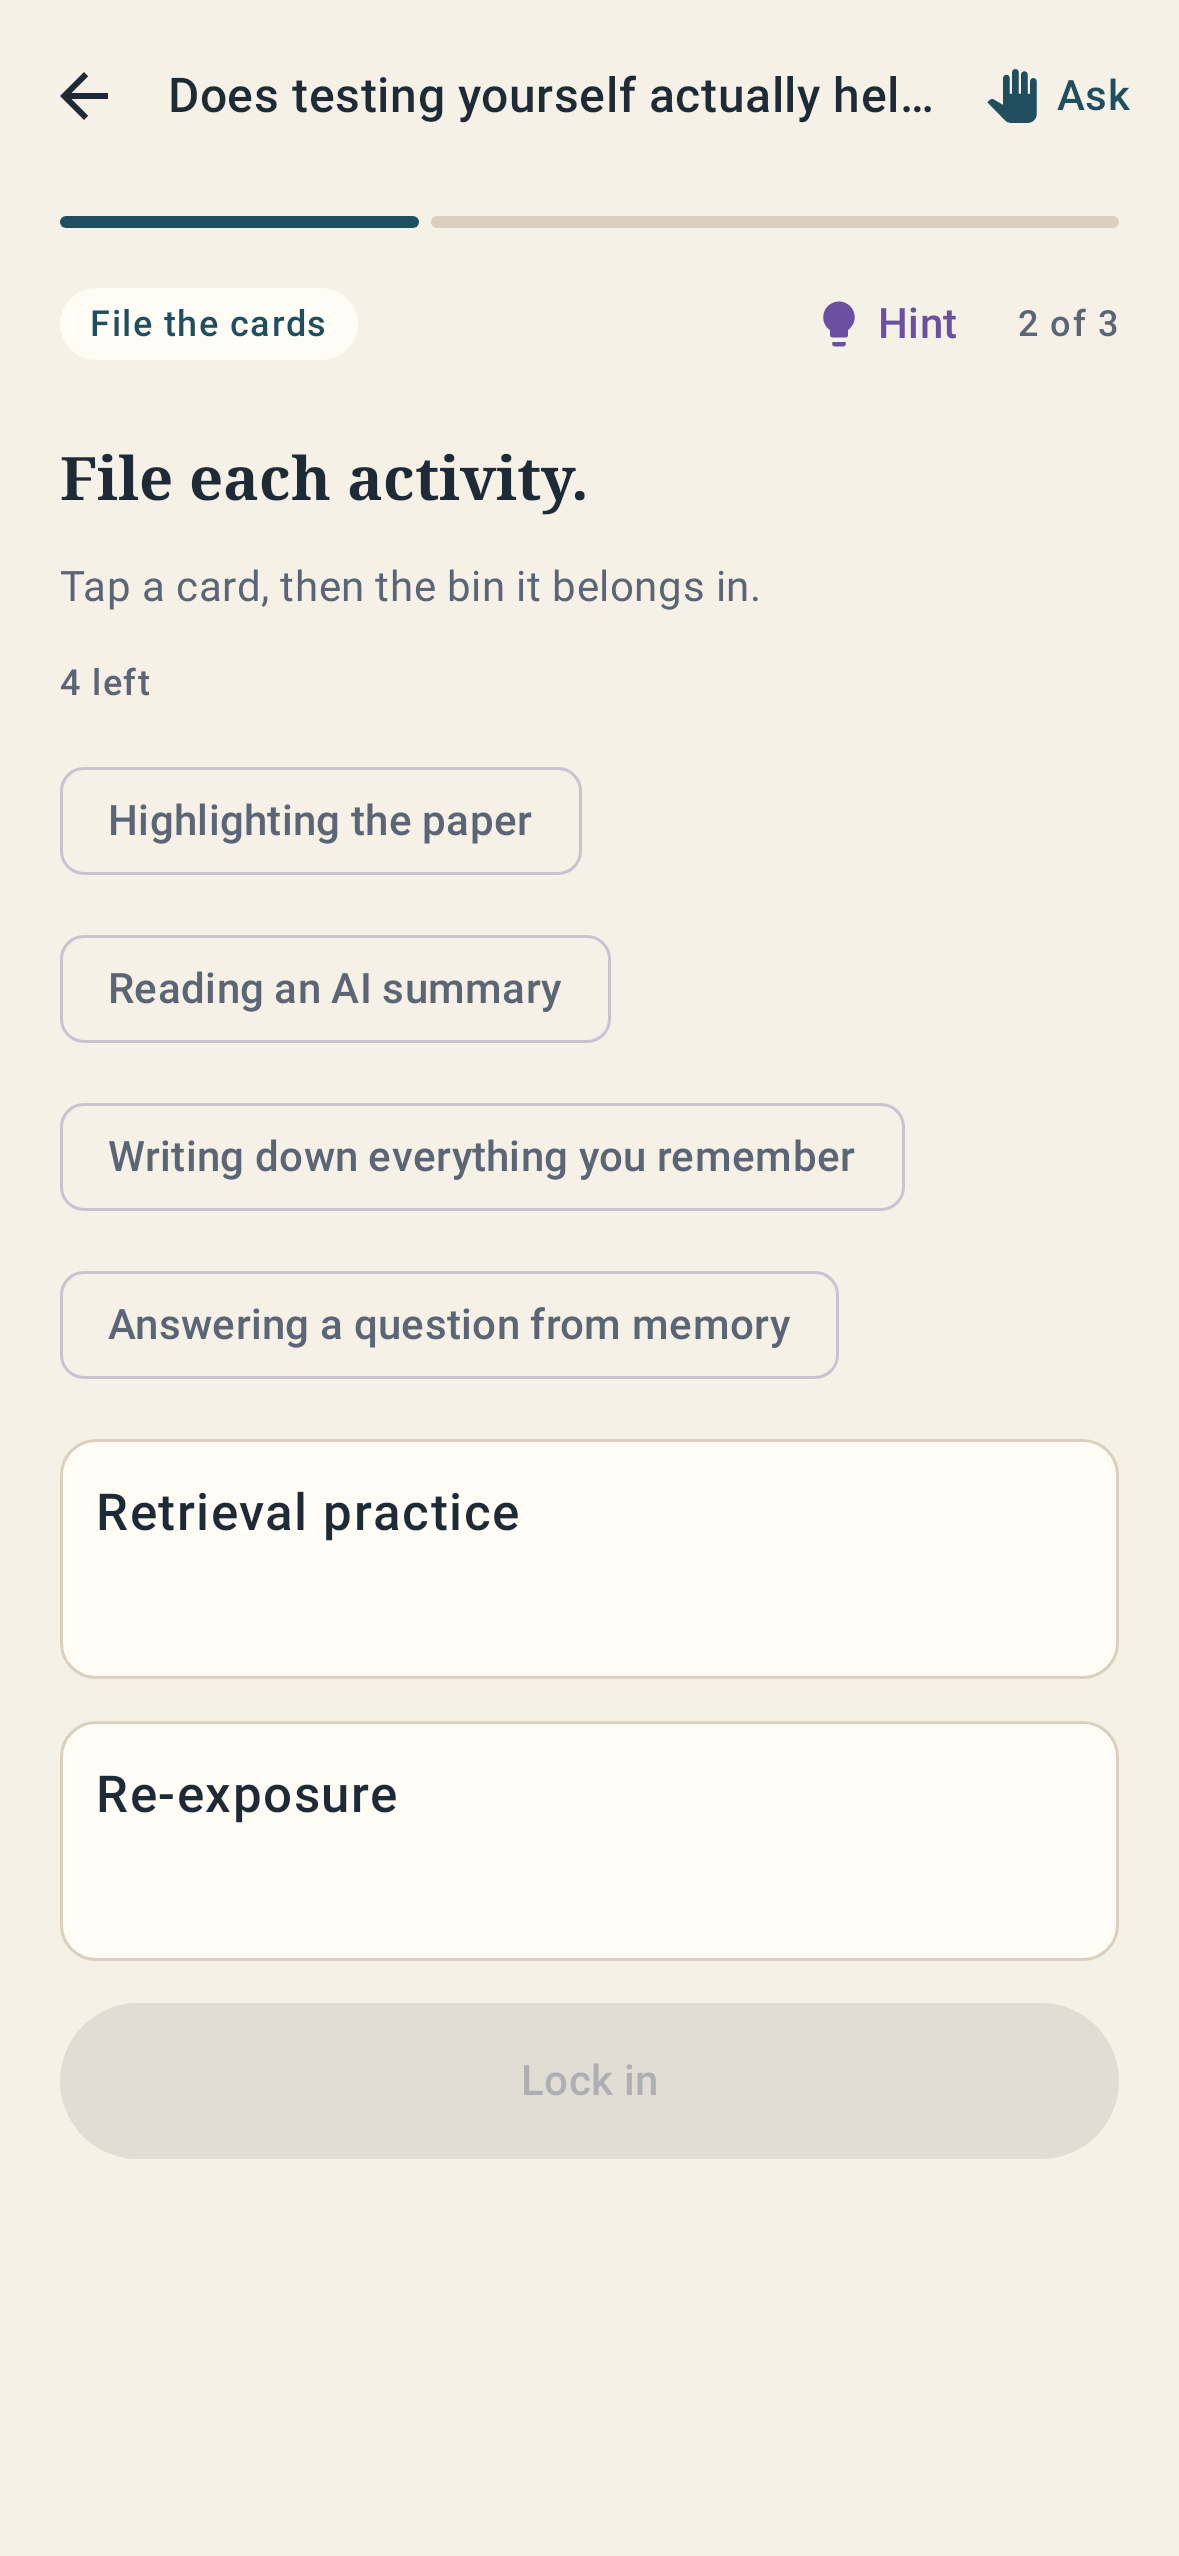 Does testing yourself actually hel…
Ask
File the cards
Hint
2 of 3
File each activity.
Tap a card, then the bin it belongs in.
4 left
Highlighting the paper
Reading an AI summary
Writing down everything you remember
Answering a question from memory
Retrieval practice
Re-exposure
Lock in